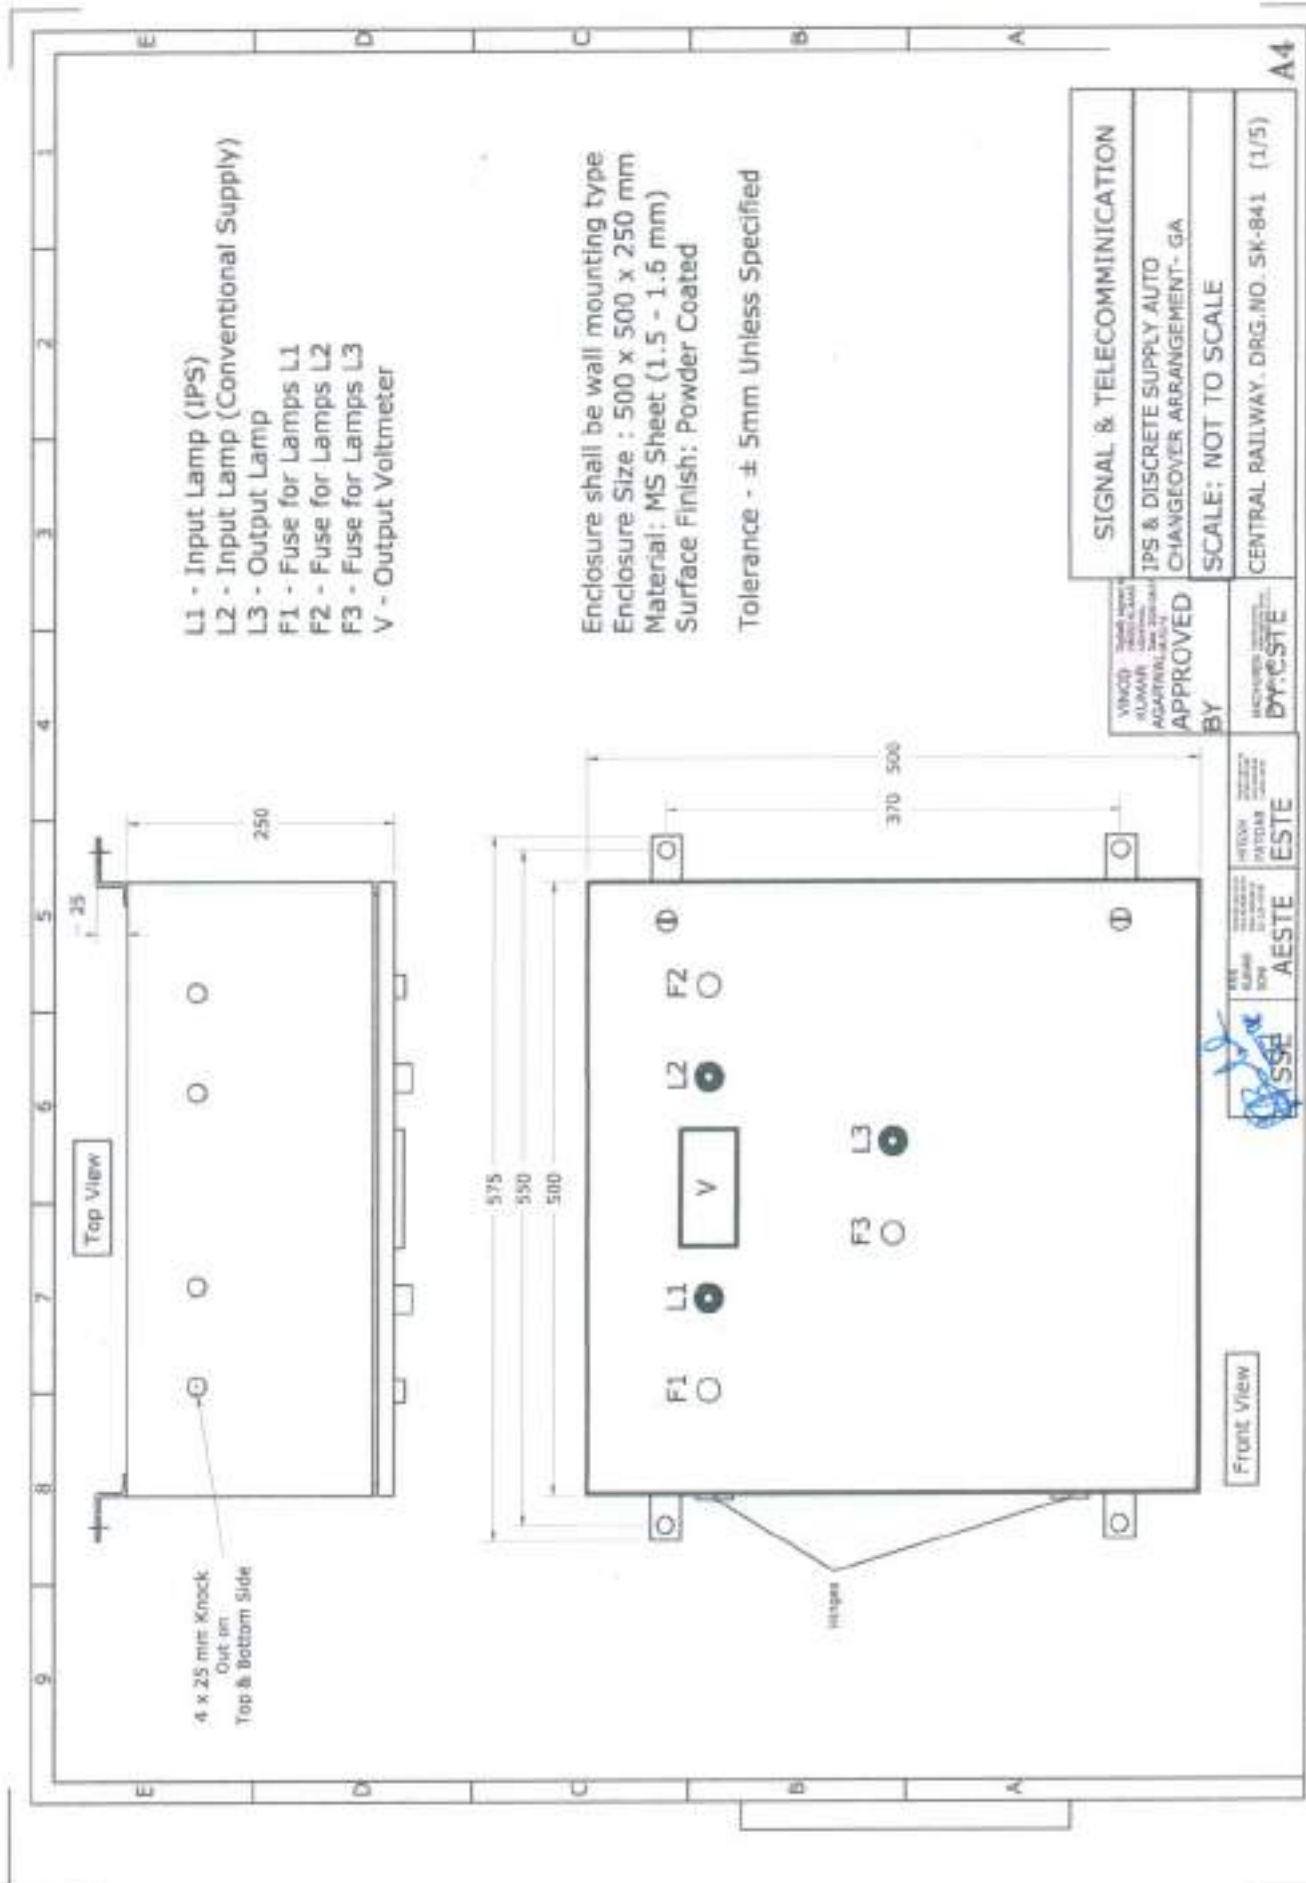 9
8
7
6
5
4
3
2
1
E
D
C
B
A
E
D
C
B
A
Top View
25
250
4 x 25 mm Knock
Out on
Top & Bottom Side
L1 - Input Lamp (IPS)
L2 - Input Lamp (Conventional Supply)
L3 - Output Lamp
F1 - Fuse for Lamps L1
F2 - Fuse for Lamps L2
F3 - Fuse for Lamps L3
V - Output Voltmeter
575
550
500
F1
L1
V
L2
F2
F3
L3
370
500
Hinges
Front View
Enclosure shall be wall mounting type
Enclosure Size : 500 x 500 x 250 mm
Material: MS Sheet (1.5 - 1.6 mm)
Surface Finish: Powder Coated
Tolerance - ± 5mm Unless Specified
SIGNAL & TELECOMMINICATION
IPS & DISCRETE SUPPLY AUTO
CHANGEOVER ARRANGEMENT- GA
SCALE: NOT TO SCALE
CENTRAL RAILWAY. DRG.NO. SK-841 (1/5)
VINOD
KUMAR
AGARWAL
APPROVED
BY
SSE
AESTE
ESTE
DY.CSTE
A4